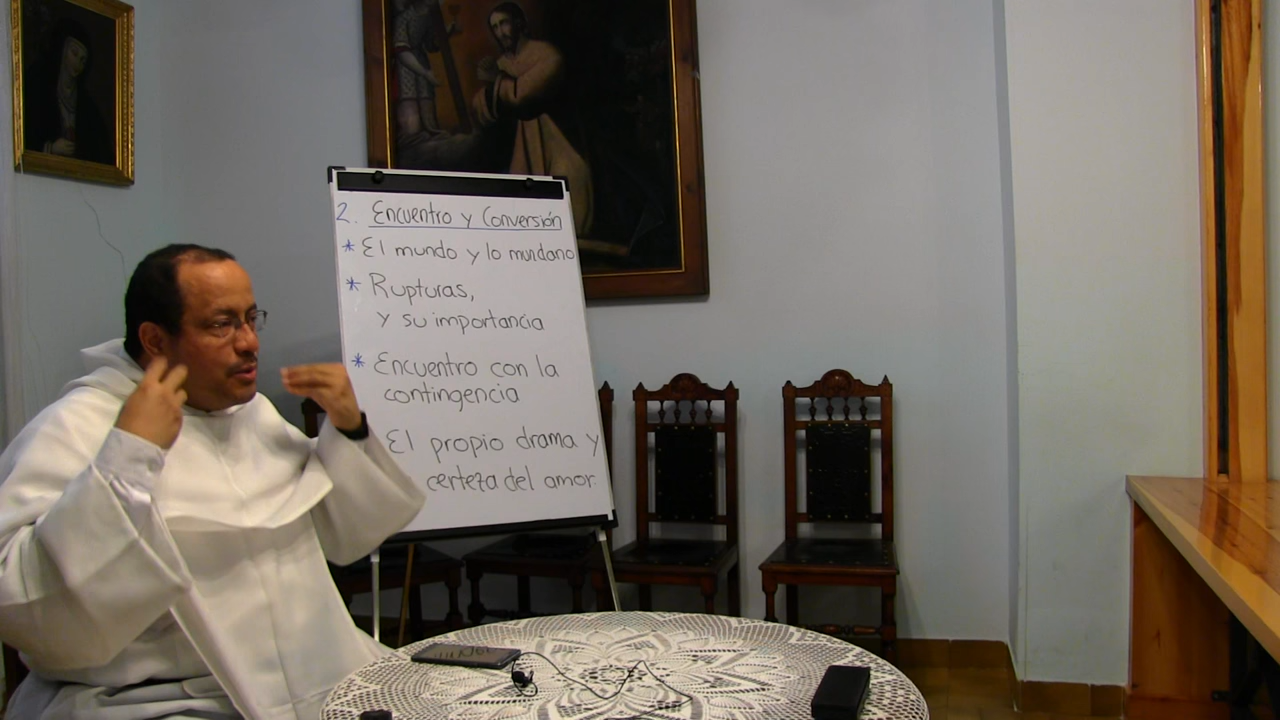 2. Encuentro y Conversión
* El mundo y lo mundano
* Rupturas,
y su importancia
* Encuentro con la
contingencia
El propio drama y
certeza del amor.